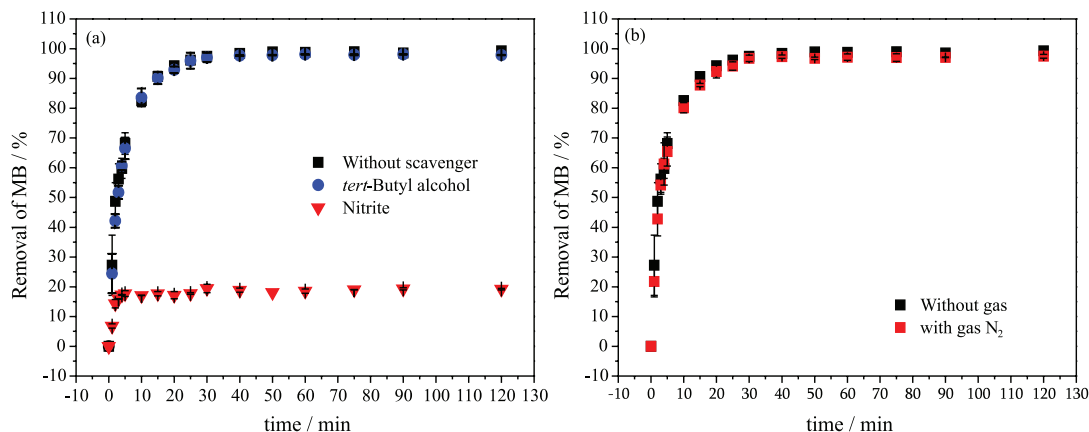 (a)
Removal of MB / %
110
100
90
80
70
60
50
40
30
20
10
0
-10
Without scavenger
tert-Butyl alcohol
Nitrite
-10 0 10 20 30 40 50 60 70 80 90 100 110 120 130
time / min
(b)
Removal of MB / %
110
100
90
80
70
60
50
40
30
20
10
0
-10
Without gas
with gas N₂
-10 0 10 20 30 40 50 60 70 80 90 100 110 120 130
time / min